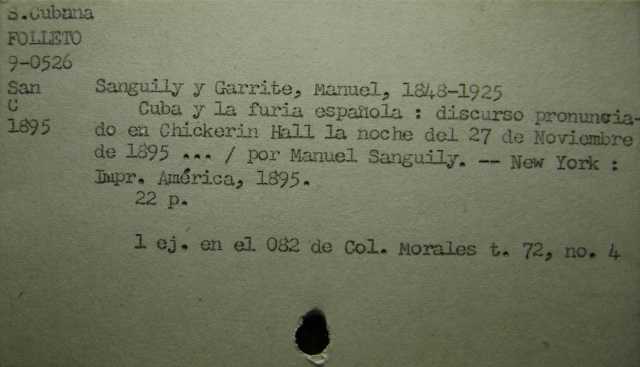 S.Cubana
FOLLETO
9-0526
San Sanguily y Garrite, Manuel, 1848-1925
C Cuba y la furia española : discurso pronuncia-
1895 do en Chickerin Hall la noche del 27 de Noviembre
de 1895 ... / por Manuel Sanguily. -- New York :
Impr. América, 1895.
22 p.
1 ej. en el 082 de Col. Morales t. 72, no. 4